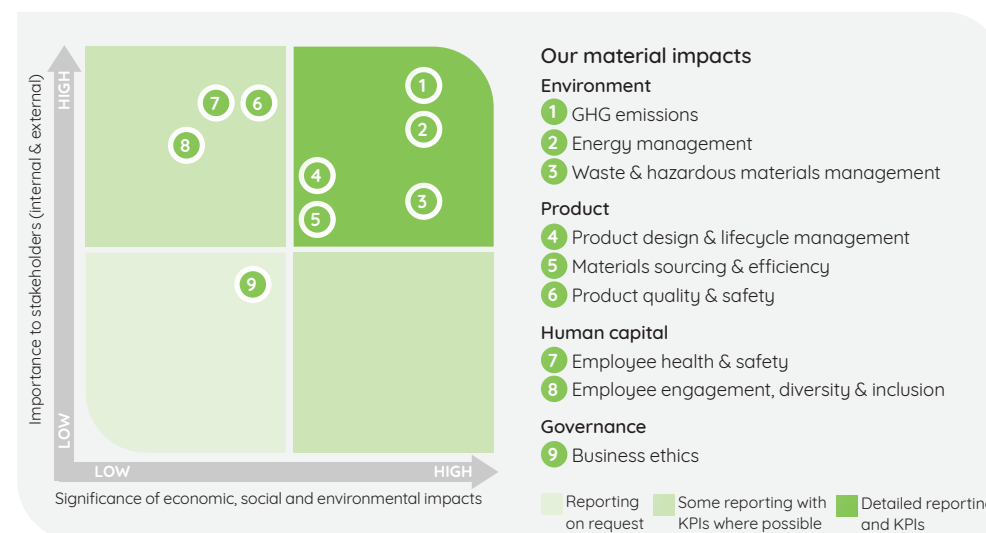 Importance to stakeholders (internal & external)
HIGH
LOW
1
7
6
2
8
4
3
5
9
LOW
HIGH
Significance of economic, social and environmental impacts
Our material impacts
Environment
1 GHG emissions
2 Energy management
3 Waste & hazardous materials management
Product
4 Product design & lifecycle management
5 Materials sourcing & efficiency
6 Product quality & safety
Human capital
7 Employee health & safety
8 Employee engagement, diversity & inclusion
Governance
9 Business ethics
Reporting
on request
Some reporting with
KPIs where possible
Detailed reporting
and KPIs